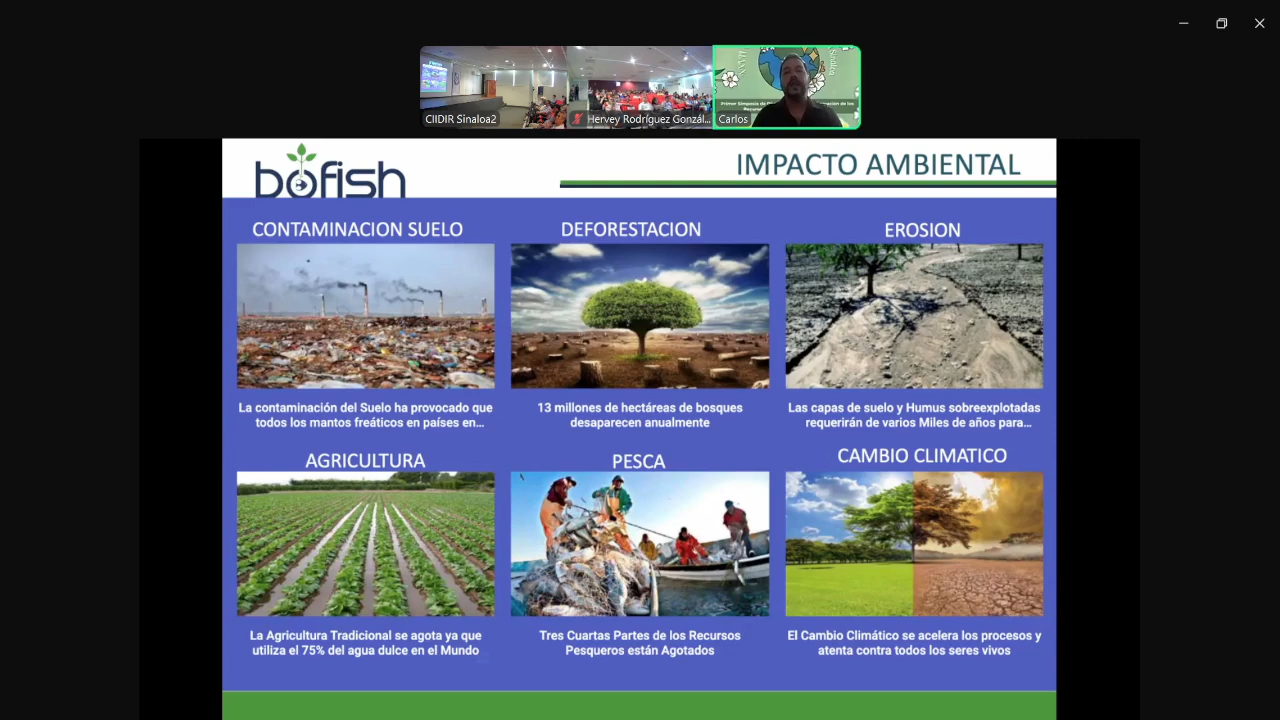 CIIDIR Sinaloa2
Hervey Rodríguez Gonzál...
Carlos
Primer Simposio de
bofish
IMPACTO AMBIENTAL
CONTAMINACION SUELO
DEFORESTACION
EROSION
La contaminación del Suelo ha provocado que
todos los mantos freáticos en países en...
13 millones de hectáreas de bosques
desaparecen anualmente
Las capas de suelo y Humus sobreexplotadas
requerirán de varios Miles de años para...
AGRICULTURA
PESCA
CAMBIO CLIMATICO
La Agricultura Tradicional se agota ya que
utiliza el 75% del agua dulce en el Mundo
Tres Cuartas Partes de los Recursos
Pesqueros están Agotados
El Cambio Climático se acelera los procesos y
atenta contra todos los seres vivos